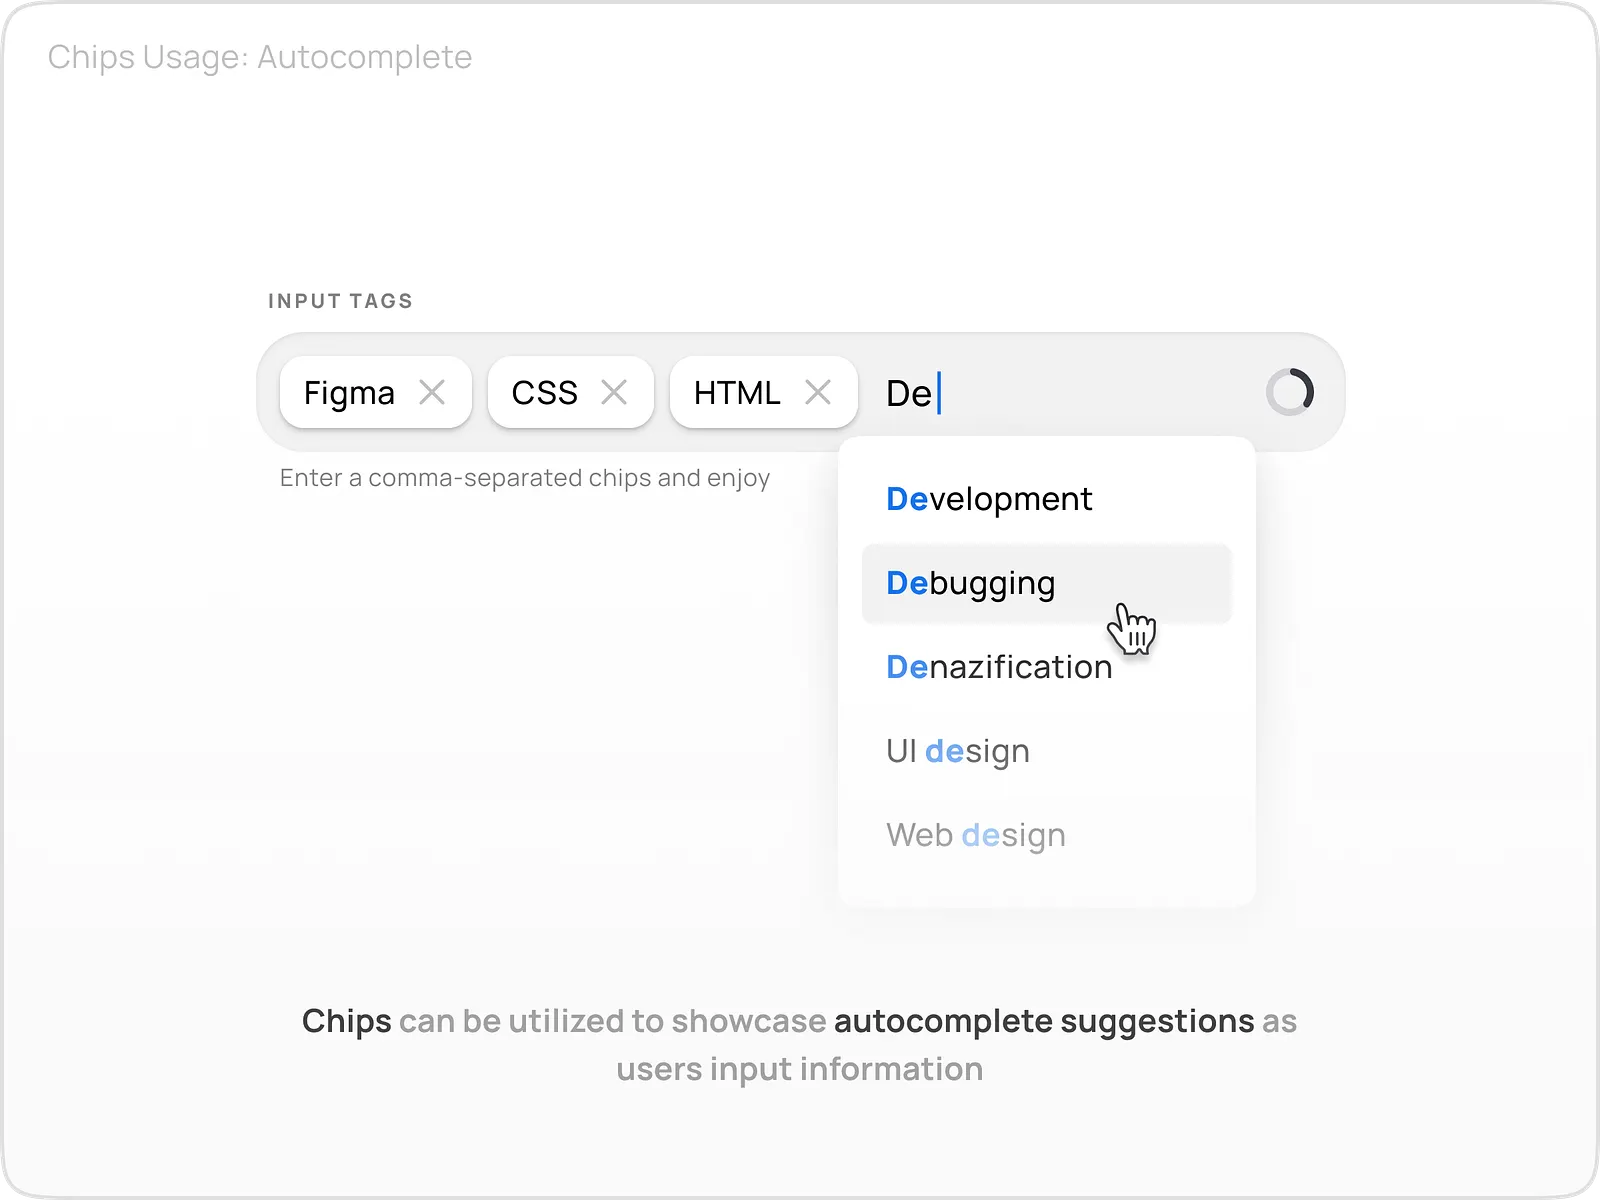 Chips Usage: Autocomplete
INPUT TAGS
Figma CSS HTML De
Enter a comma-separated chips and enjoy
Development
Debugging
Denazification
UI design
Web design
Chips can be utilized to showcase autocomplete suggestions as
users input information